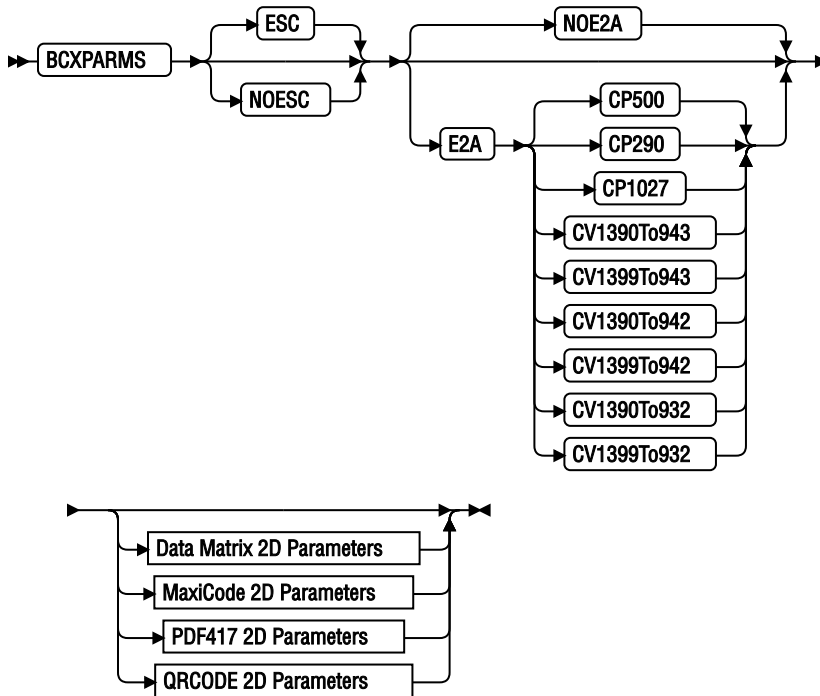 ESC
NOE2A
BCXPARMS
NOESC
CP500
E2A
CP290
CP1027
CV1390To943
CV1399To943
CV1390To942
CV1399To942
CV1390To932
CV1399To932
Data Matrix 2D Parameters
MaxiCode 2D Parameters
PDF417 2D Parameters
QRCODE 2D Parameters